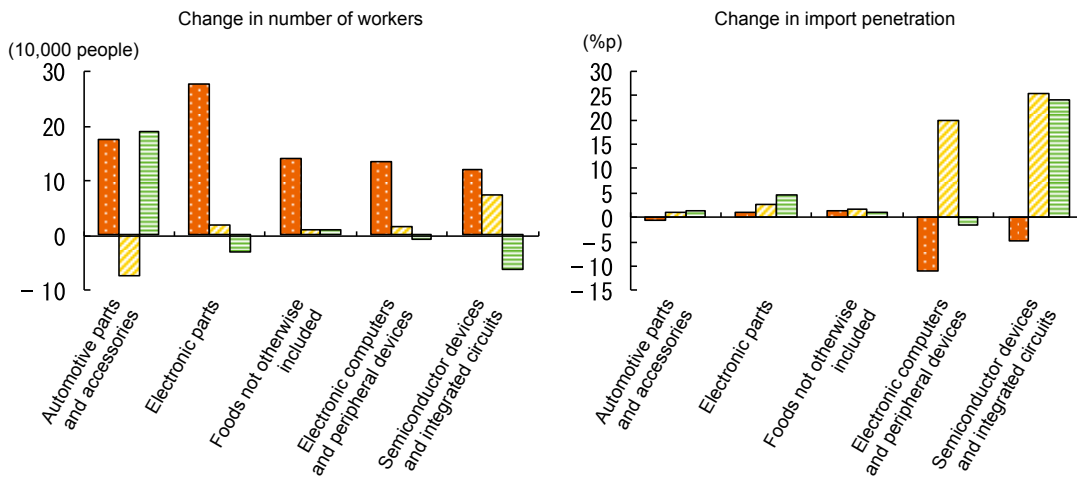 Change in number of workers
(10,000 people)
30
20
10
0
－10
Automotive parts
and accessories
Electronic parts
Foods not otherwise
included
Electronic computers
and peripheral devices
Semiconductor devices
and integrated circuits
Change in import penetration
(%p)
30
25
20
15
10
5
0
－5
－10
－15
Automotive parts
and accessories
Electronic parts
Foods not otherwise
included
Electronic computers
and peripheral devices
Semiconductor devices
and integrated circuits